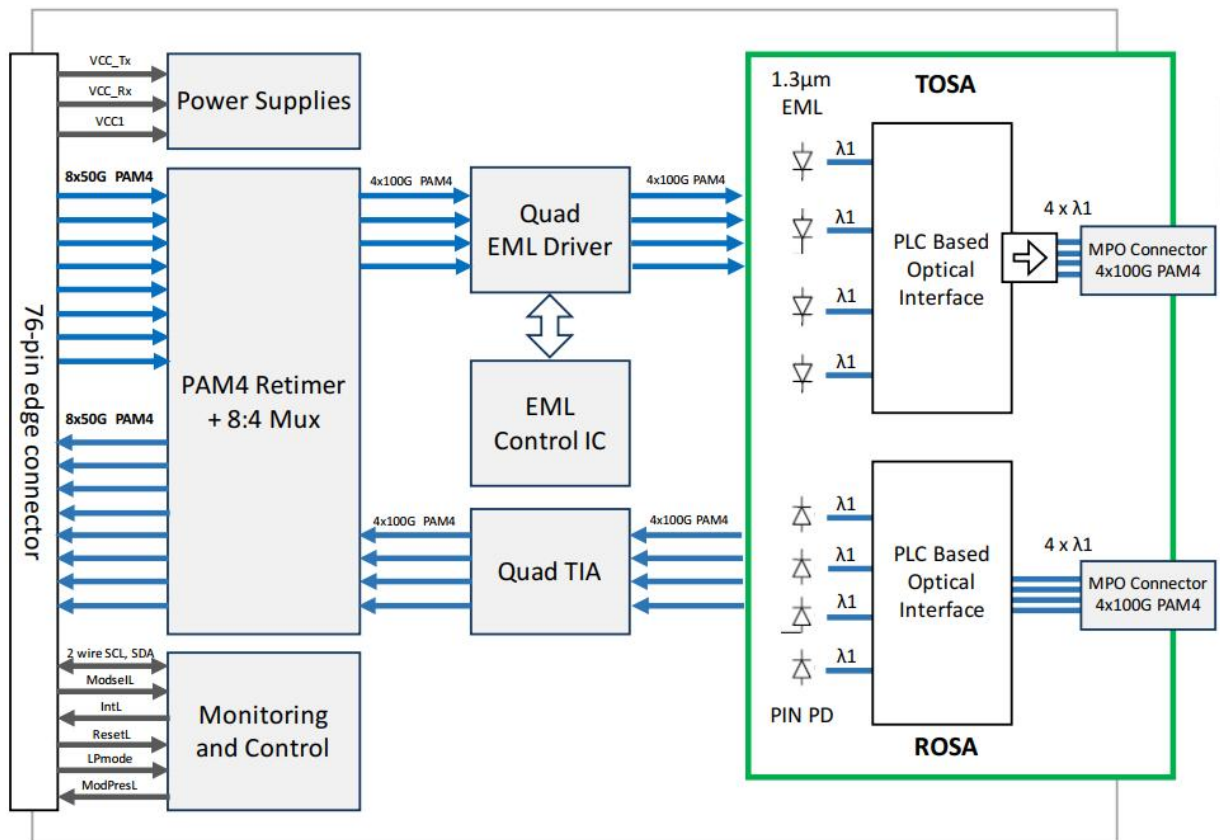 VCC_Tx
VCC_Rx
VCC1
Power Supplies
8x50G PAM4
8x50G PAM4
76-pin edge connector
PAM4 Retimer
+ 8:4 Mux
4x100G PAM4
Quad
EML Driver
4x100G PAM4
EML
Control IC
4x100G PAM4
Quad TIA
4x100G PAM4
2 wire SCL, SDA
ModselL
IntL
ResetL
LPmode
ModPresL
Monitoring
and Control
1.3μm
EML
TOSA
λ1
λ1
λ1
λ1
PLC Based
Optical
Interface
4 x λ1
MPO Connector
4x100G PAM4
λ1
λ1
λ1
λ1
PIN PD
PLC Based
Optical
Interface
4 x λ1
MPO Connector
4x100G PAM4
ROSA